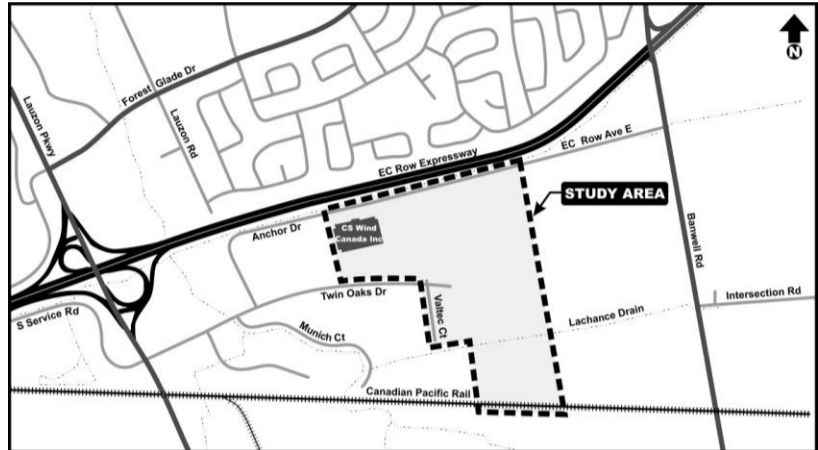 N
Forest Glade Dr
Lauzon Pkwy
Lauzon Rd
EC Row Expressway
EC Row Ave E
STUDY AREA
CS Wind
Canada Inc
Anchor Dr
Banwell Rd
Twin Oaks Dr
Valtec Ct
Intersection Rd
S Service Rd
Munich Ct
Lachance Drain
Canadian Pacific Rail